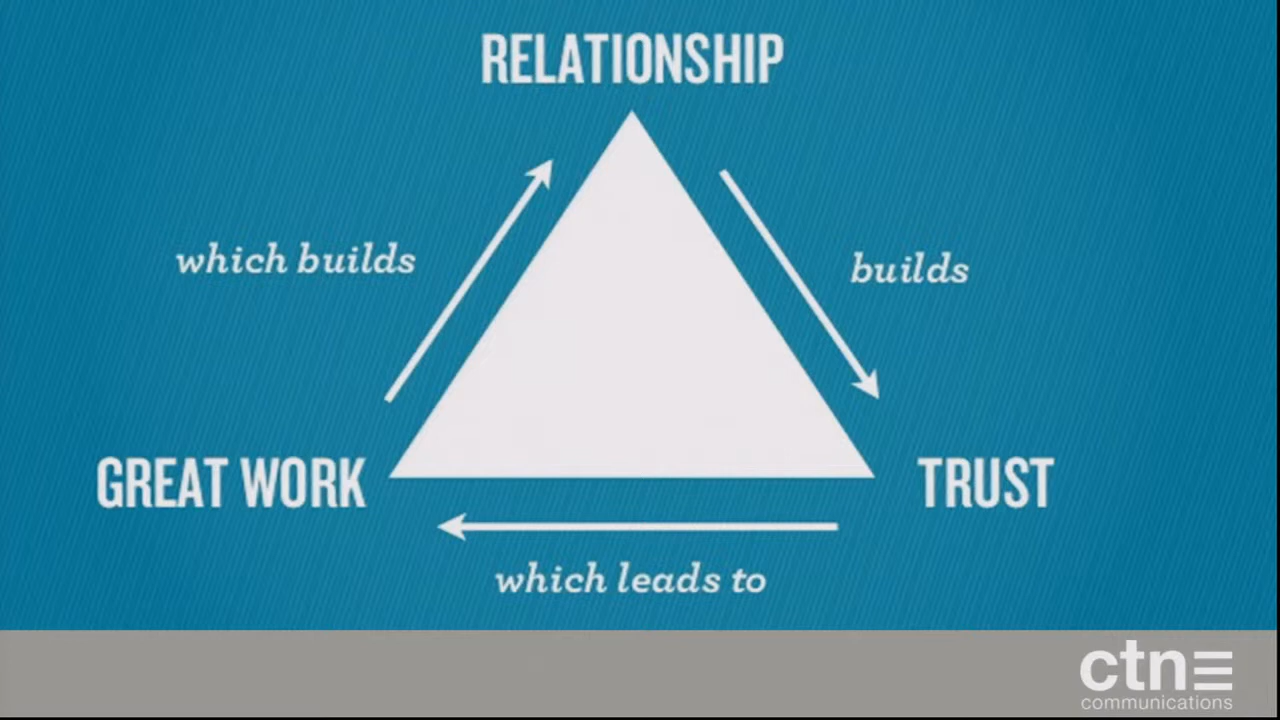 RELATIONSHIP
which builds
builds
GREAT WORK
TRUST
which leads to
ctn
communications